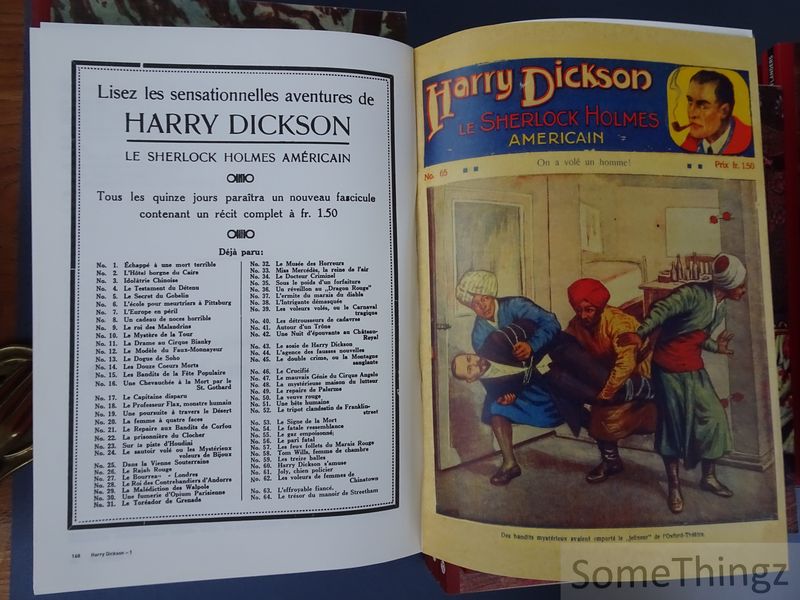 Lisez les sensationnelles aventures de
HARRY DICKSON
LE SHERLOCK HOLMES AMÉRICAIN
Tous les quinze jours paraîtra un nouveau fascicule
contenant un récit complet à fr. 1.50
Déjà paru:
No. 1. Échappé à une mort terrible
No. 2. L'Hôtel borgne du Caire
No. 3. Idolâtrie Chinoise
No. 4. Le Testament du Détenu
No. 5. Le Secret du Gobelin
No. 6. L'école pour meurtriers à Pittsburg
No. 7. L'Europe en péril
No. 8. Un cadeau de noces horrible
No. 9. Le roi des Malandrins
No. 10. Le Mystère de la Tour
No. 11. La Drame au Cirque Bianky
No. 12. Le Modèle du Faux-Monnayeur
No. 13. Le Dogue de Soho
No. 14. Les Douze Coeurs Morts
No. 15. Les Bandits de la Fête Populaire
No. 16. Une Chevauchée à la Mort par le
St. Gothard
No. 17. Le Capitaine disparu
No. 18. Le Professeur Flax, monstre humain
No. 19. Une poursuite à travers le Désert
No. 20. La femme à quatre faces
No. 21. Le Repaire aux Bandits de Corfou
No. 22. La prisonnière du Clocher
No. 23. Sur la piste d'Houdini
No. 24. Le sautoir volé ou les Mystérieux
voleurs de Bijoux
No. 25. Dans la Vienne Souterraine
No. 26. Le Rajah Rouge
No. 27. Le Bourreau Londres
No. 28. Le Roi des Contrebandiers d'Andorre
No. 29. La Malédiction des Walpole
No. 30. Une fumerie d'Opium Parisienne
No. 31. Le Toréador de Grenade
No. 32. Le Musée des Horreurs
No. 33. Miss Mercédès, la reine de l'air
No. 34. Le Docteur Criminel
No. 35. Sous le poids d'un forfaiture
No. 36. Un réveillon au „Dragon Rouge"
No. 37. L'ermite du marais du diable
No. 38. L'Intrigante démasquée
No. 39. Les voleurs volés, ou le Carnaval
tragique
No. 40. Les détrousseurs de cadavres
No. 41. Autour d'un Trône
No. 42. Une Nuit d'épouvante au Château-
Royal
No. 43. Le sosie de Harry Dickson
No. 44. L'agence des fausses nouvelles
No. 45. Le double crime, ou la Montagne
sanglante
No. 46. Le Crucifié
No. 47. Le mauvais Génie du Cirque Angelo
No. 48. La mystérieuse maison du lutteur
No. 49. Le repaire de Palerme
No. 50. La veuve rouge
No. 51. Une bête humaine
No. 52. Le tripot clandestin de Franklin-
street
No. 53. Le Signe de la Mort
No. 54. La fatale ressemblance
No. 55. Le gaz empoisonné;
No. 56. Le pari fatal
No. 57. Les feux follets du Marais Rouge
No. 58. Tom Wills, femme de chambre
No. 59. Les treize balles
No. 60. Harry Dickson s'amuse
No. 61. Joly, chien policier
No. 62. Les voleurs de femmes de
Chinatown
No. 63. L'effroyable fiancé.
No. 64. Le trésor du manoir de Streetham
168 Harry Dickson – 1
Harry Dickson
LE SHERLOCK HOLMES
AMERICAIN
On a volé un homme!
No. 65
Prix fr. 1.50
Des bandits mystérieux avaient emporté le „jelineur" de l'Oxford-Théâtre.
FLANDERS
SomeThingz